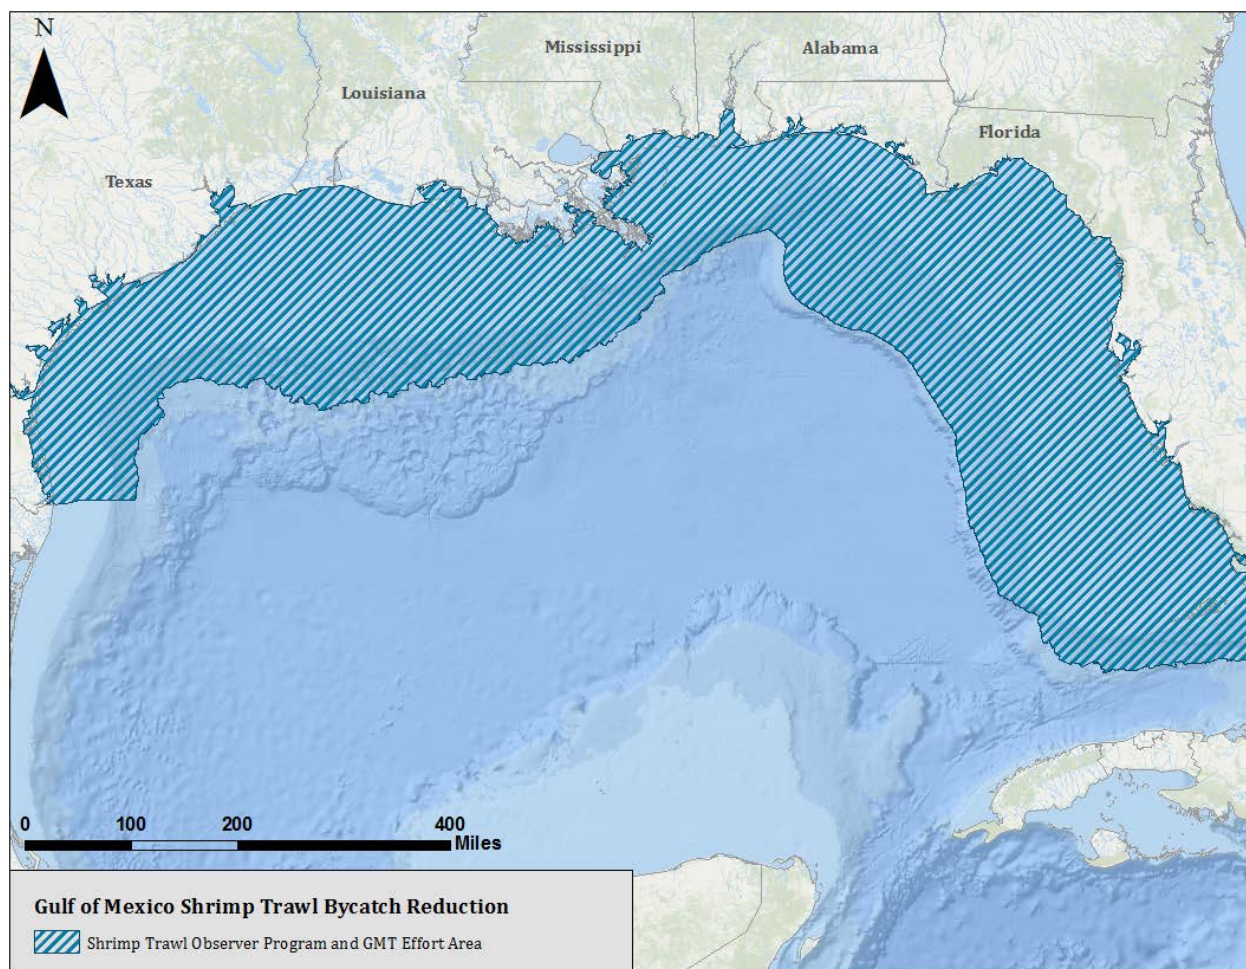 N
Mississippi
Alabama
Louisiana
Florida
Texas
0 100 200 400
Miles
Gulf of Mexico Shrimp Trawl Bycatch Reduction
Shrimp Trawl Observer Program and GMT Effort Area